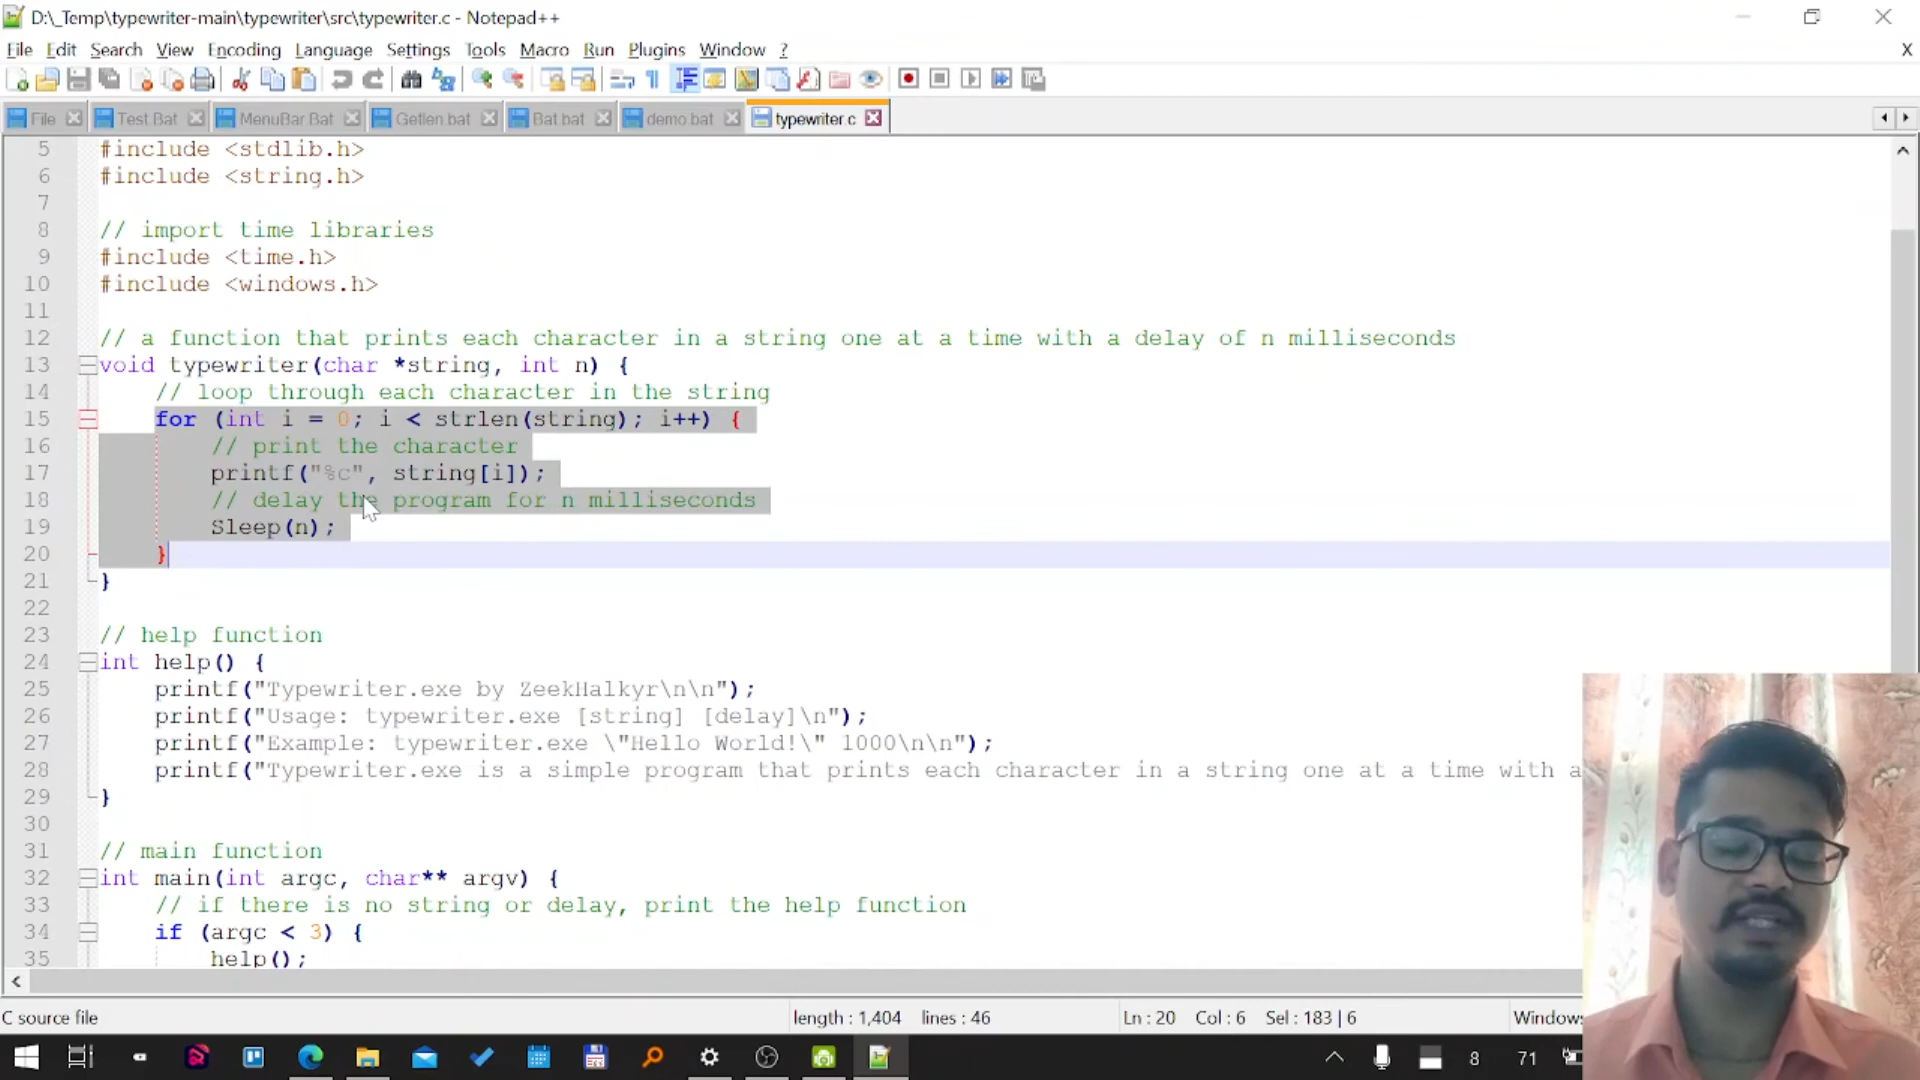 D:\_Temp\typewriter-main\typewriter\src\typewriter.c - Notepad++
File Edit Search View Encoding Language Settings Tools Macro Run Plugins Window ? X
File Test Bat MenuBar Bat Getlen.bat Bat bat demo.bat typewriter.c
5 #include <stdlib.h>
6 #include <string.h>
7
8 // import time libraries
9 #include <time.h>
10 #include <windows.h>
11
12 // a function that prints each character in a string one at a time with a delay of n milliseconds
13 void typewriter(char *string, int n) {
14 // loop through each character in the string
15 for (int i = 0; i < strlen(string); i++) {
16 // print the character
17 printf("%c", string[i]);
18 // delay the program for n milliseconds
19 Sleep(n);
20 }
21 }
22
23 // help function
24 int help() {
25 printf("Typewriter.exe by ZeekHalkyr\n\n");
26 printf("Usage: typewriter.exe [string] [delay]\n");
27 printf("Example: typewriter.exe \"Hello World!\" 1000\n\n");
28 printf("Typewriter.exe is a simple program that prints each character in a string one at a time with a
29 }
30
31 // main function
32 int main(int argc, char** argv) {
33 // if there is no string or delay, print the help function
34 if (argc < 3) {
35 help();
C source file length : 1,404 lines : 46 Ln : 20 Col : 6 Sel : 183 | 6 Windows
8 71